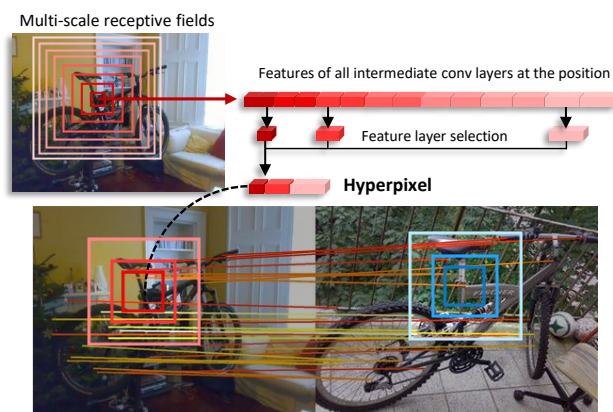 Multi-scale receptive fields
Features of all intermediate conv layers at the position
Feature layer selection
Hyperpixel